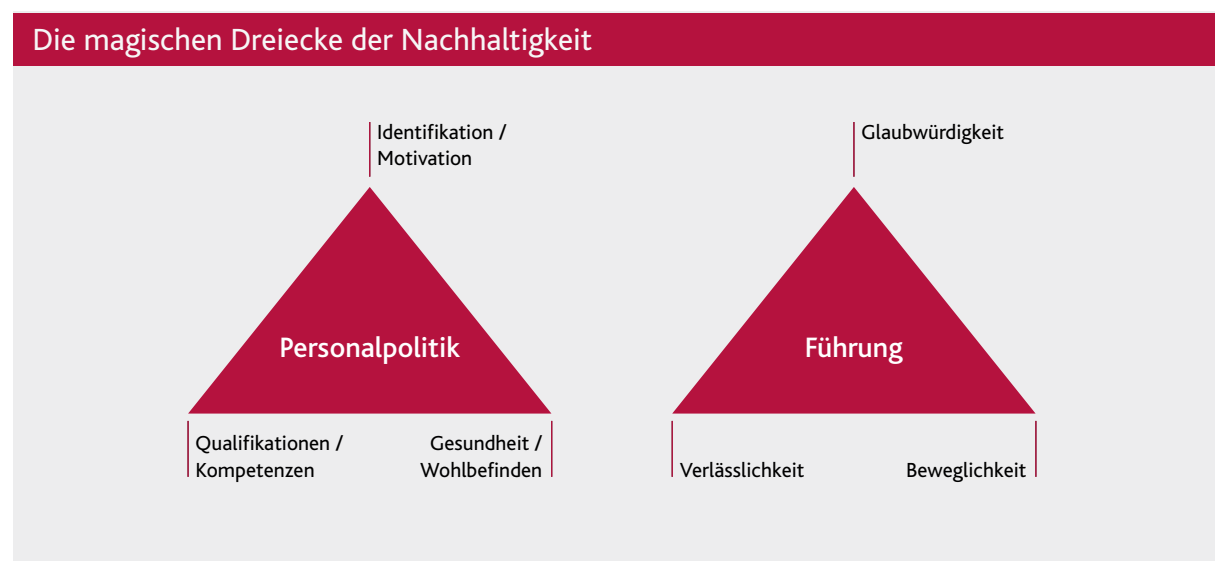 Die magischen Dreiecke der Nachhaltigkeit
Identifikation /
Motivation
Personalpolitik
Qualifikationen /
Kompetenzen
Gesundheit /
Wohlbefinden
Glaubwürdigkeit
Führung
Verlässlichkeit
Beweglichkeit